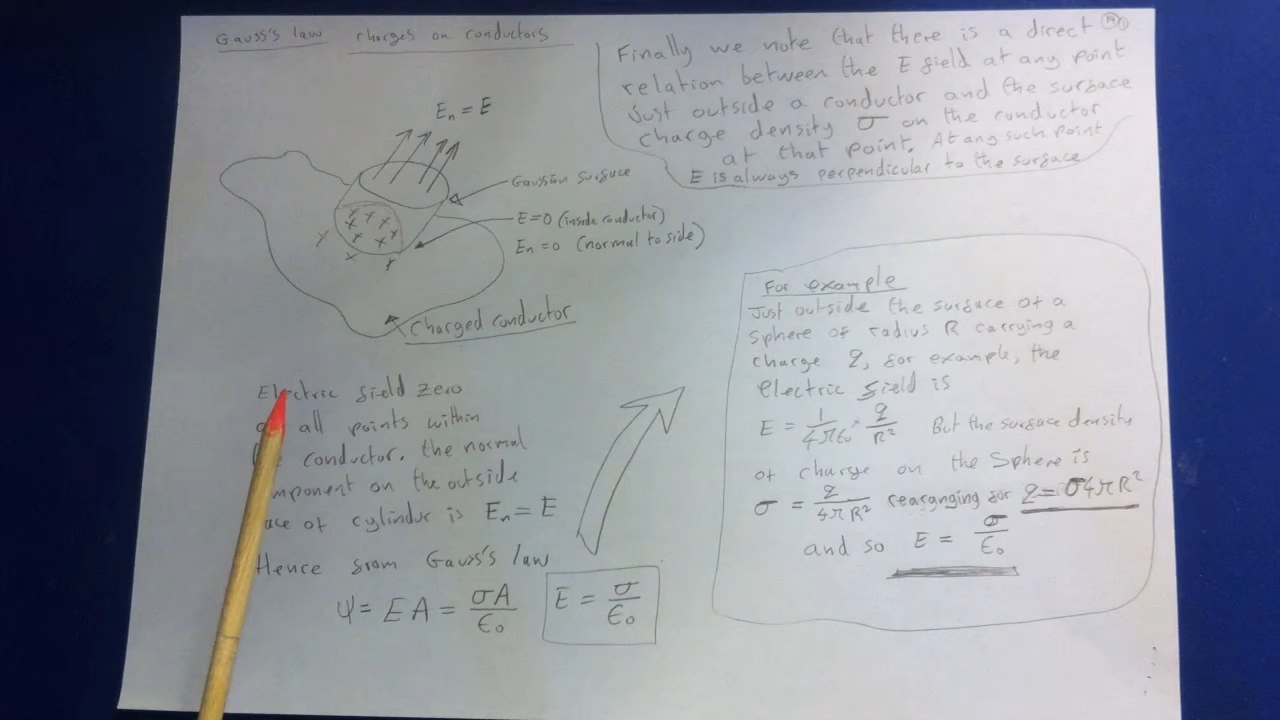 Gauss's law charges on conductors
Finally we note that there is a direct
relation between the E field at any point
Just outside a conductor and the surface
charge density σ on the conductor
at that point. At any such point
E is always perpendicular to the surface
En = E
Gaussian surface
E=0 (inside conductor)
En=0 (normal to side)
Charged conductor
Electric field zero
all points within
conductor. the normal
component on the outside
of cylinder is En = E
Hence from Gauss's law
Ψ = EA = σA/ϵ₀
E = σ/ϵ₀
For example
Just outside the surface of a
sphere of radius R carrying a
charge q, for example, the
electric field is
E = 1/4πϵ₀ × q/R² But the surface density
of charge on the Sphere is
σ = q/4πR² rearanging for q = σ4πR²
and so E = σ/ϵ₀